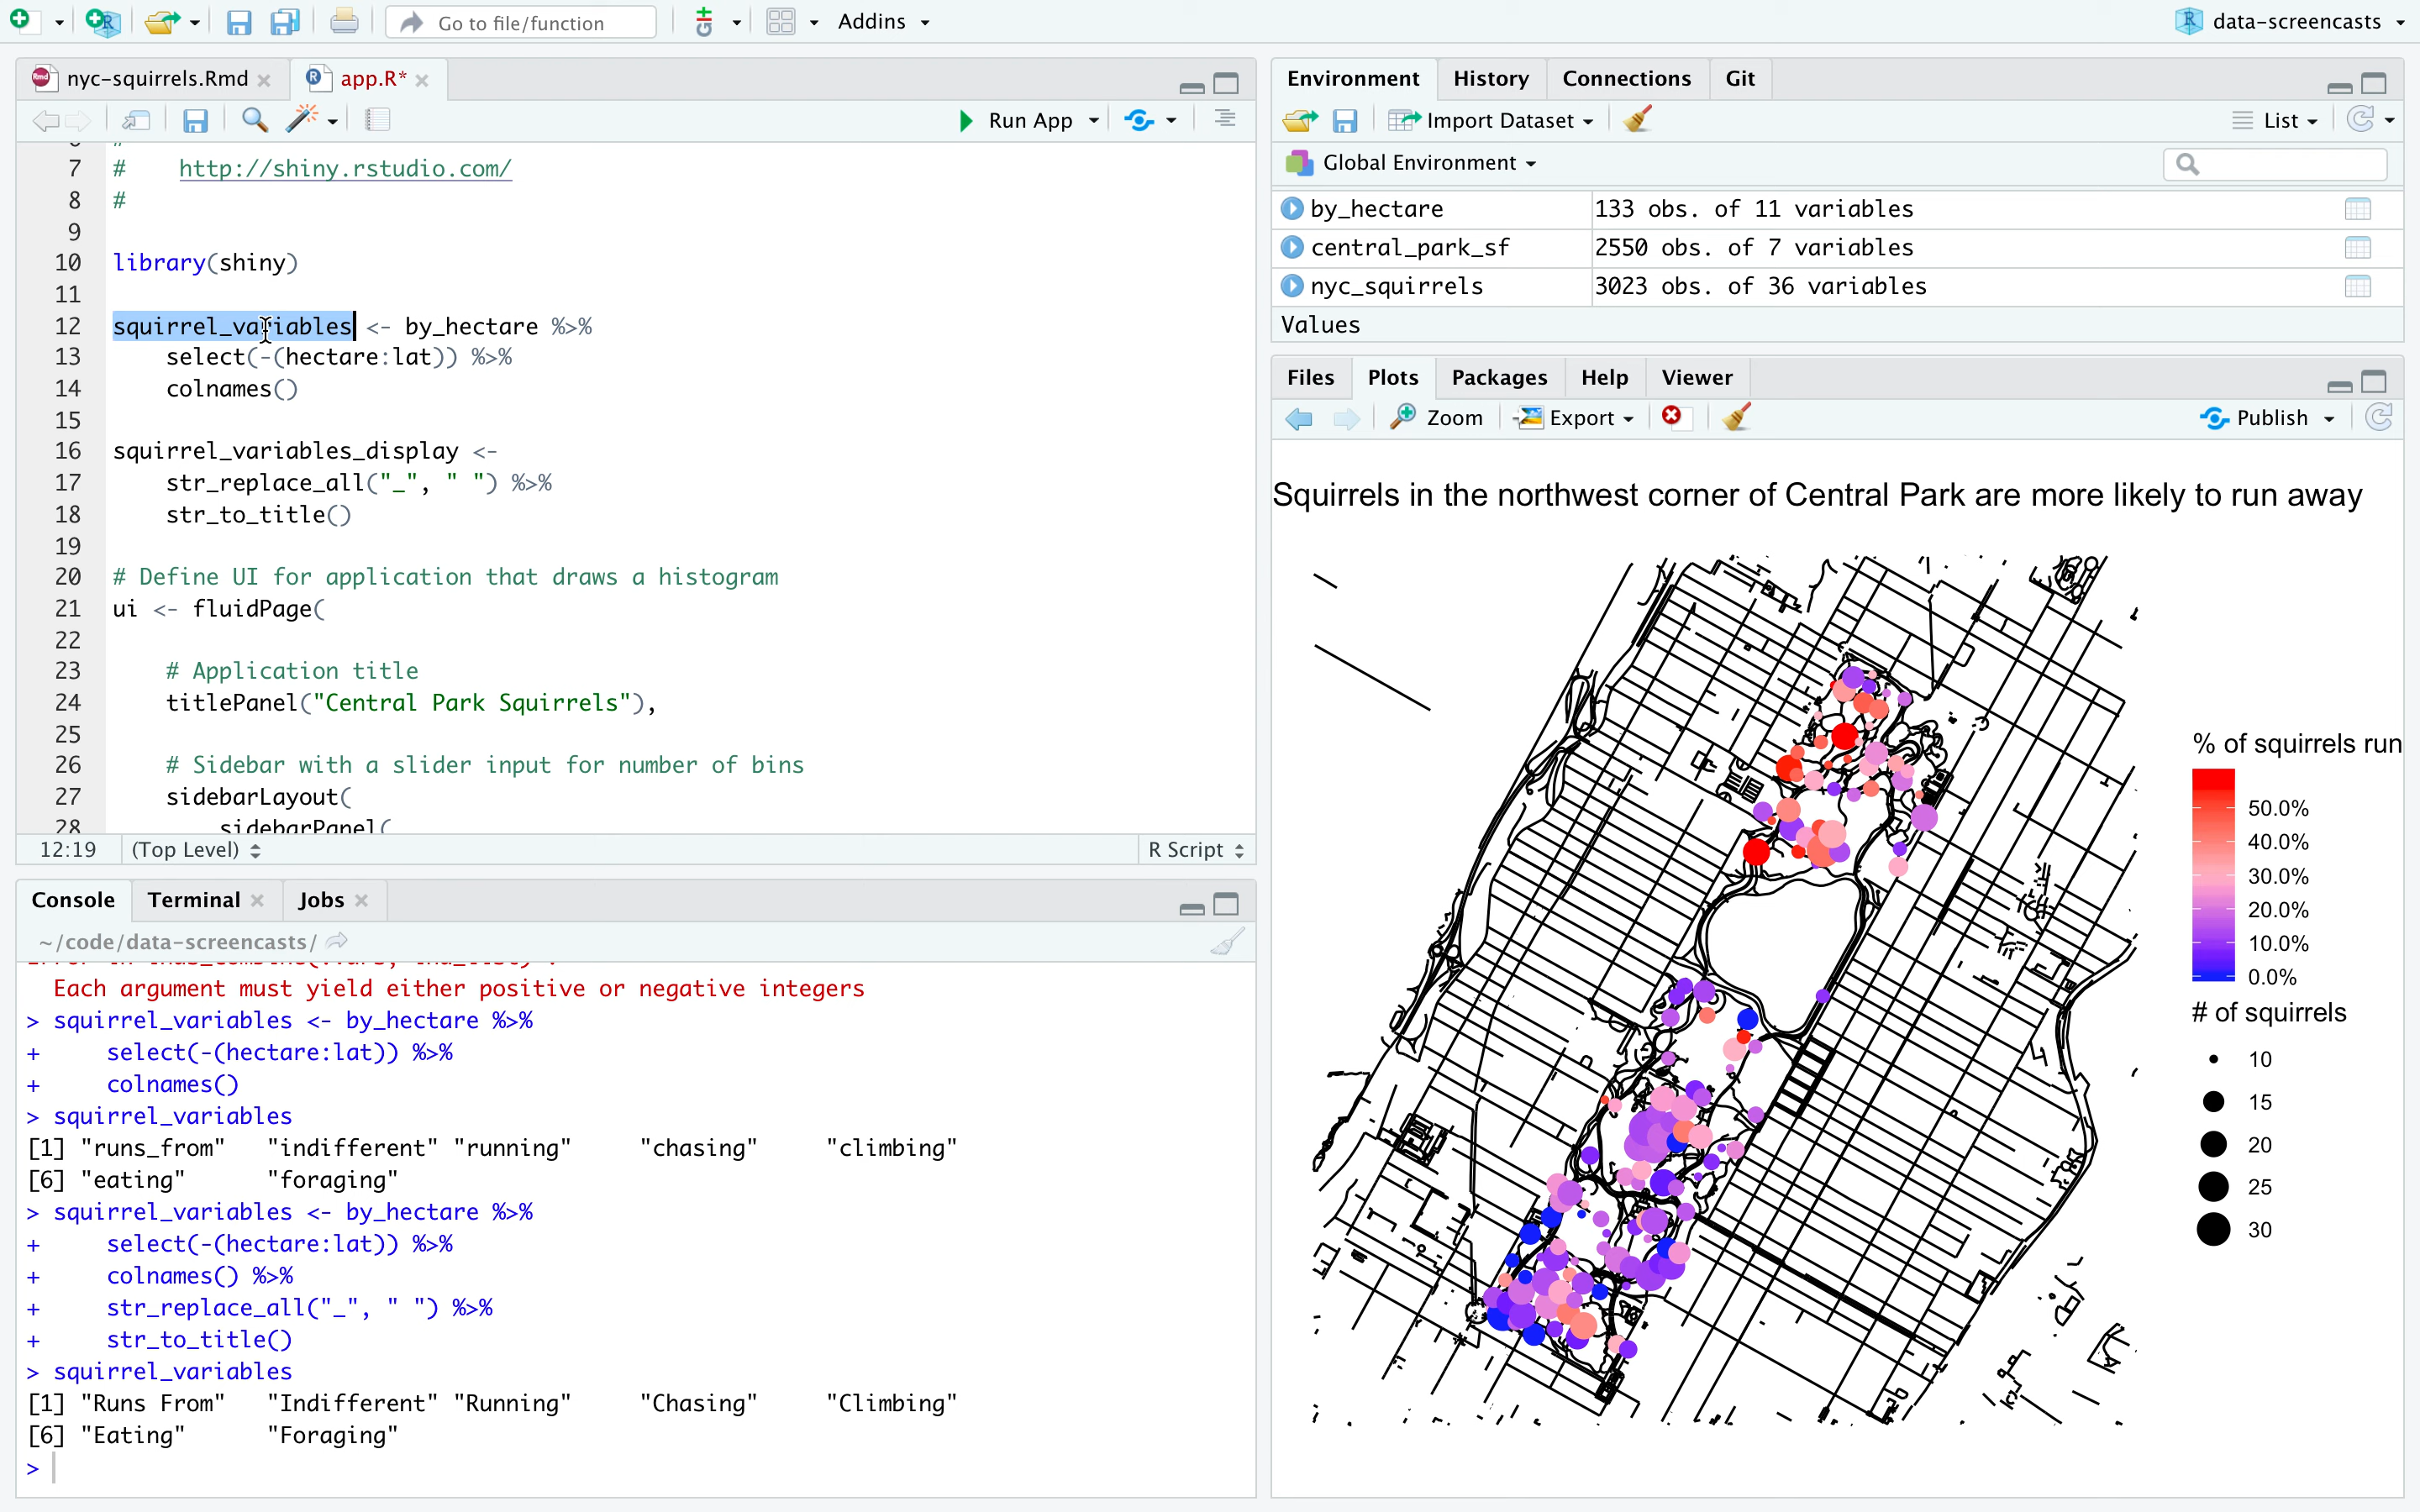 Go to file/function
Addins
data-screencasts
nyc-squirrels.Rmd
app.R*
Run App
7 # http://shiny.rstudio.com/
8 #
9
10 library(shiny)
11
12 squirrel_variables <- by_hectare %>%
13 select(-(hectare:lat)) %>%
14 colnames()
15
16 squirrel_variables_display <-
17 str_replace_all("_", " ") %>%
18 str_to_title()
19
20 # Define UI for application that draws a histogram
21 ui <- fluidPage(
22
23 # Application title
24 titlePanel("Central Park Squirrels"),
25
26 # Sidebar with a slider input for number of bins
27 sidebarLayout(
28 sidebarPanel(
12:19 (Top Level) R Script
Console Terminal Jobs
~/code/data-screencasts/
Each argument must yield either positive or negative integers
> squirrel_variables <- by_hectare %>%
+ select(-(hectare:lat)) %>%
+ colnames()
> squirrel_variables
[1] "runs_from" "indifferent" "running" "chasing" "climbing"
[6] "eating" "foraging"
> squirrel_variables <- by_hectare %>%
+ select(-(hectare:lat)) %>%
+ colnames() %>%
+ str_replace_all("_", " ") %>%
+ str_to_title()
> squirrel_variables
[1] "Runs From" "Indifferent" "Running" "Chasing" "Climbing"
[6] "Eating" "Foraging"
>
Environment History Connections Git
Import Dataset List
Global Environment
by_hectare 133 obs. of 11 variables
central_park_sf 2550 obs. of 7 variables
nyc_squirrels 3023 obs. of 36 variables
Values
Files Plots Packages Help Viewer
Zoom Export Publish
Squirrels in the northwest corner of Central Park are more likely to run away
% of squirrels run
50.0%
40.0%
30.0%
20.0%
10.0%
0.0%
# of squirrels
10
15
20
25
30